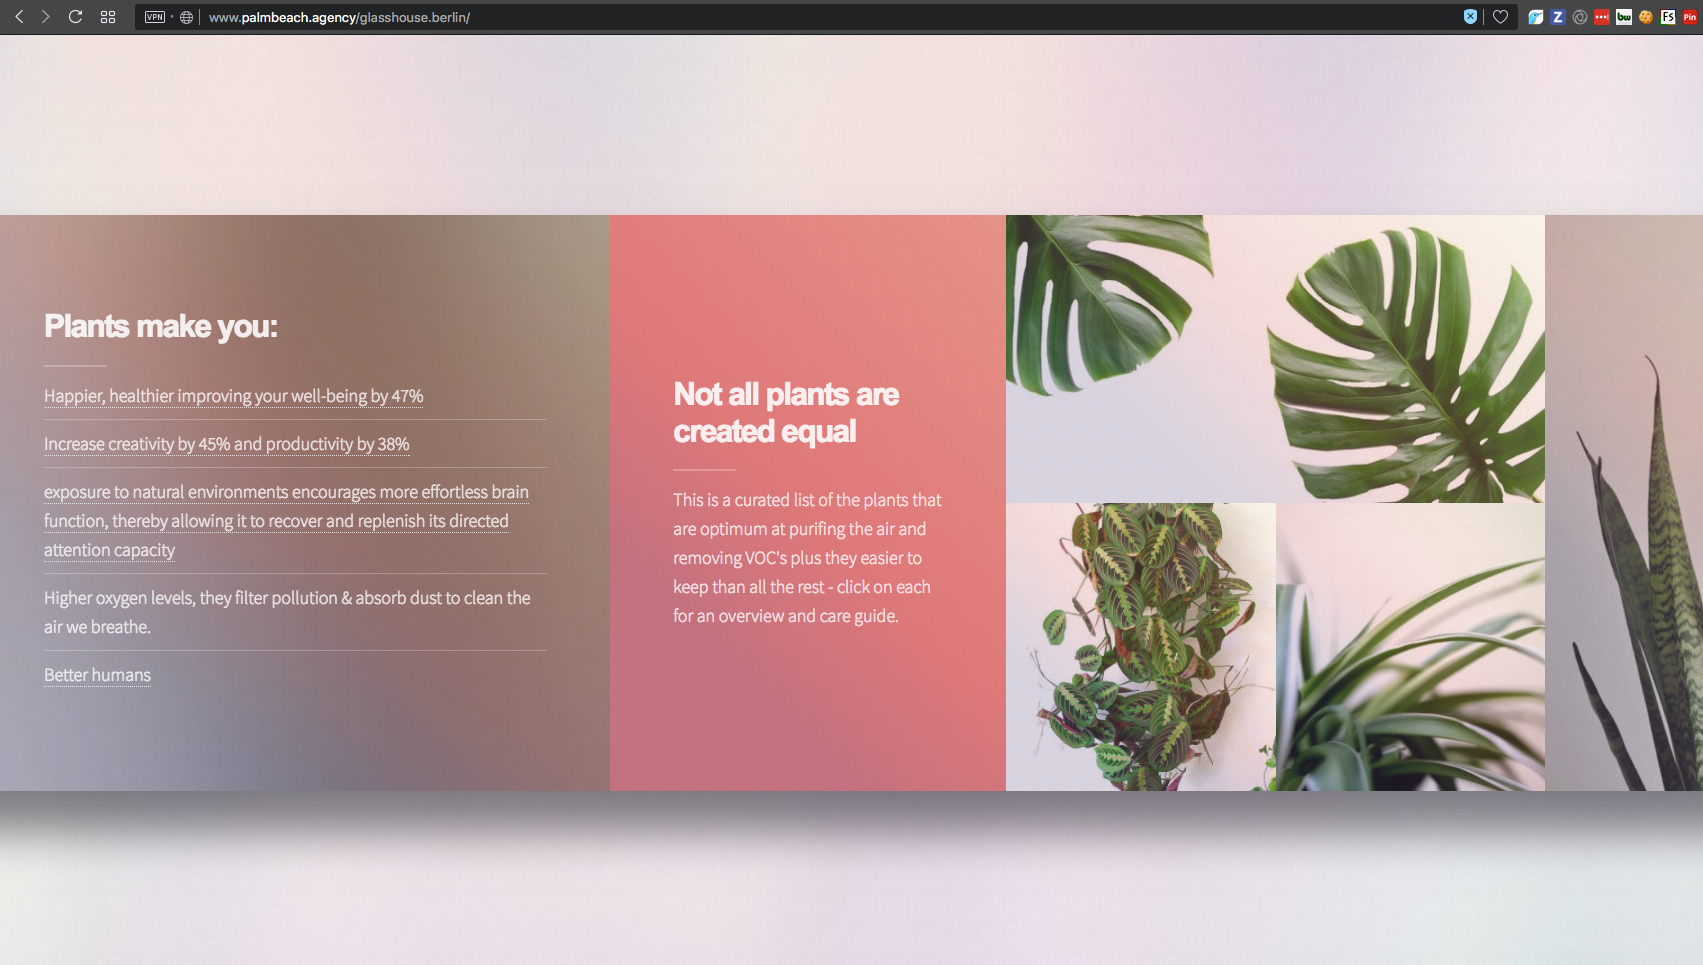 VPN
www.palmbeach.agency/glasshouse.berlin/
Z
bw
FS
Pin
Plants make you:
Happier, healthier improving your well-being by 47%
Increase creativity by 45% and productivity by 38%
exposure to natural environments encourages more effortless brain
function, thereby allowing it to recover and replenish its directed
attention capacity
Higher oxygen levels, they filter pollution & absorb dust to clean the
air we breathe.
Better humans
Not all plants are
created equal
This is a curated list of the plants that
are optimum at purifing the air and
removing VOC's plus they easier to
keep than all the rest - click on each
for an overview and care guide.